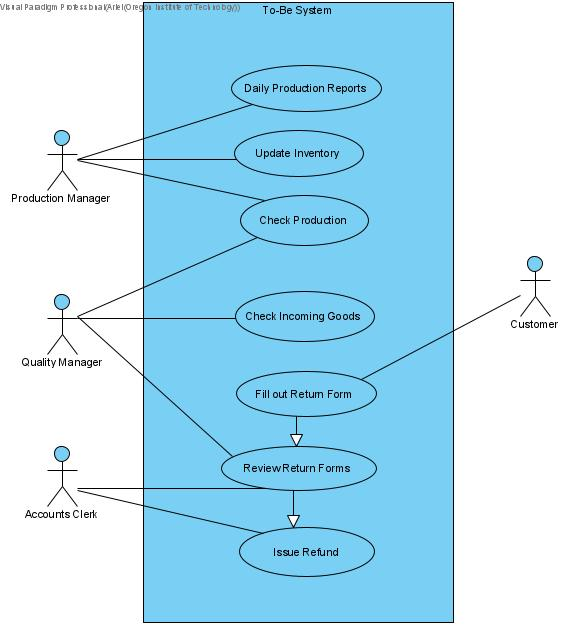 Visual Paradigm Professional(Ariel(Oregon Institute of Technology))
To-Be System
Daily Production Reports
Update Inventory
Production Manager
Check Production
Check Incoming Goods
Customer
Quality Manager
Fill out Return Form
Review Return Forms
Accounts Clerk
Issue Refund